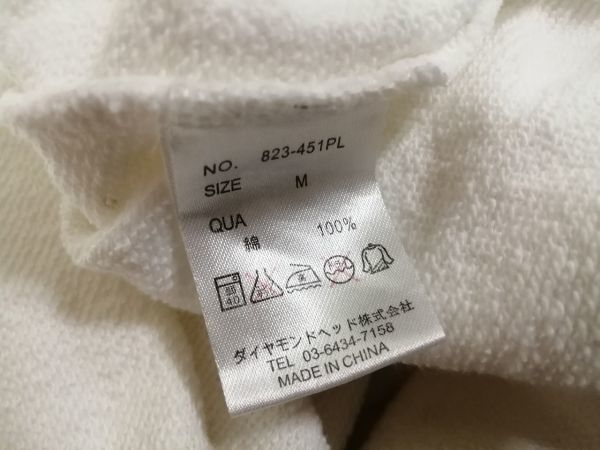 NO. 823-451PL
SIZE M
QUA
綿 100%
40
ダイヤモンドヘッド株式会社
TEL 03-6434-7158
MADE IN CHINA